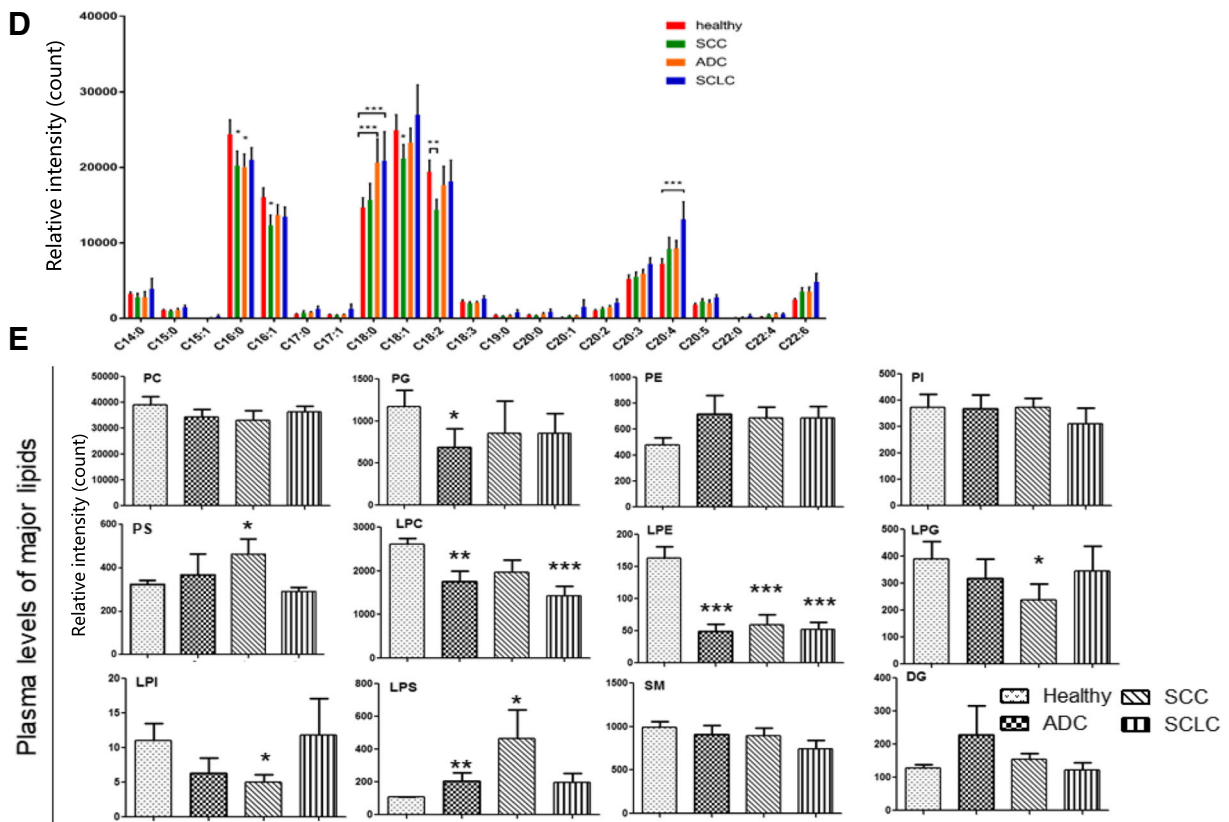 D
Relative intensity (count)
40000
30000
20000
10000
0
healthy
SCC
ADC
SCLC
* * * *** *** * ** ***
C14:0 C15:0 C15:1 C16:0 C16:1 C17:0 C17:1 C18:0 C18:1 C18:2 C18:3 C19:0 C20:0 C20:1 C20:2 C20:3 C20:4 C20:5 C22:0 C22:4 C22:6
E
Plasma levels of major lipids
Relative intensity (count)
PC
50000
40000
30000
20000
10000
0
PG
1500
1000
500
0
*
PE
1000
800
600
400
200
0
PI
500
400
300
200
100
0
PS
600
400
200
0
*
LPC
3000
2000
1000
0
** ***
LPE
200
150
100
50
0
*** *** ***
LPG
500
400
300
200
100
0
*
LPI
20
15
10
5
0
*
LPS
800
600
400
200
0
** *
SM
1500
1000
500
0
DG
400
300
200
100
0
Healthy
SCC
ADC
SCLC